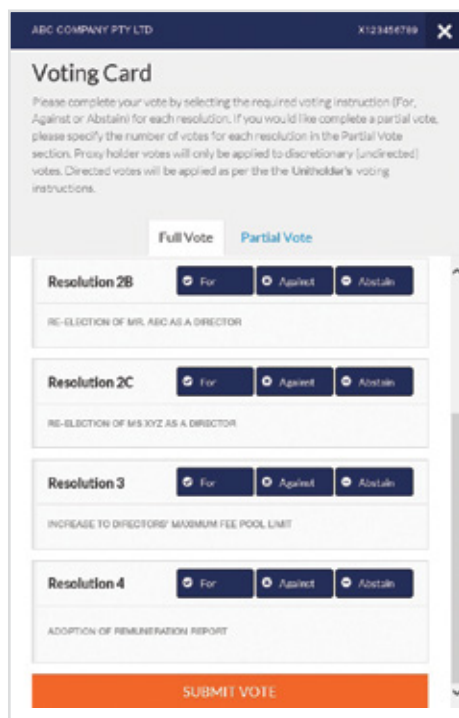 ABC COMPANY PTY LTD X123456789
Voting Card
Please complete your vote by selecting the required voting instruction (For,
Against or Abstain) for each resolution. If you would like complete a partial vote,
please specify the number of votes for each resolution in the Partial Vote
section. Proxy holder votes will only be applied to discretionary (undirected)
votes. Directed votes will be applied as per the the Unitholder's voting
instructions.
Full Vote Partial Vote
Resolution 2B For Against Abstain
RE-ELECTION OF MR. ABC AS A DIRECTOR
Resolution 2C For Against Abstain
RE-ELECTION OF MS XYZ AS A DIRECTOR
Resolution 3 For Against Abstain
INCREASE TO DIRECTORS' MAXIMUM FEE POOL LIMIT
Resolution 4 For Against Abstain
ADOPTION OF REMUNERATION REPORT
SUBMIT VOTE